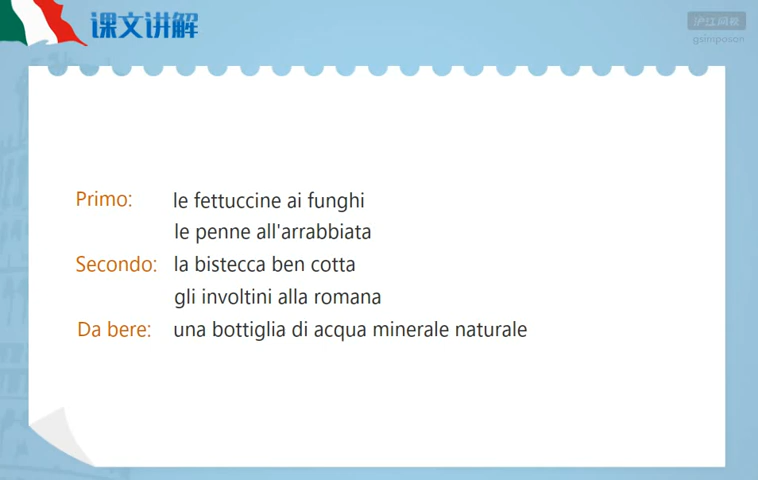 课文讲解
沪江网校
gsimpason
Primo: le fettuccine ai funghi
le penne all'arrabbiata
Secondo: la bistecca ben cotta
gli involtini alla romana
Da bere: una bottiglia di acqua minerale naturale